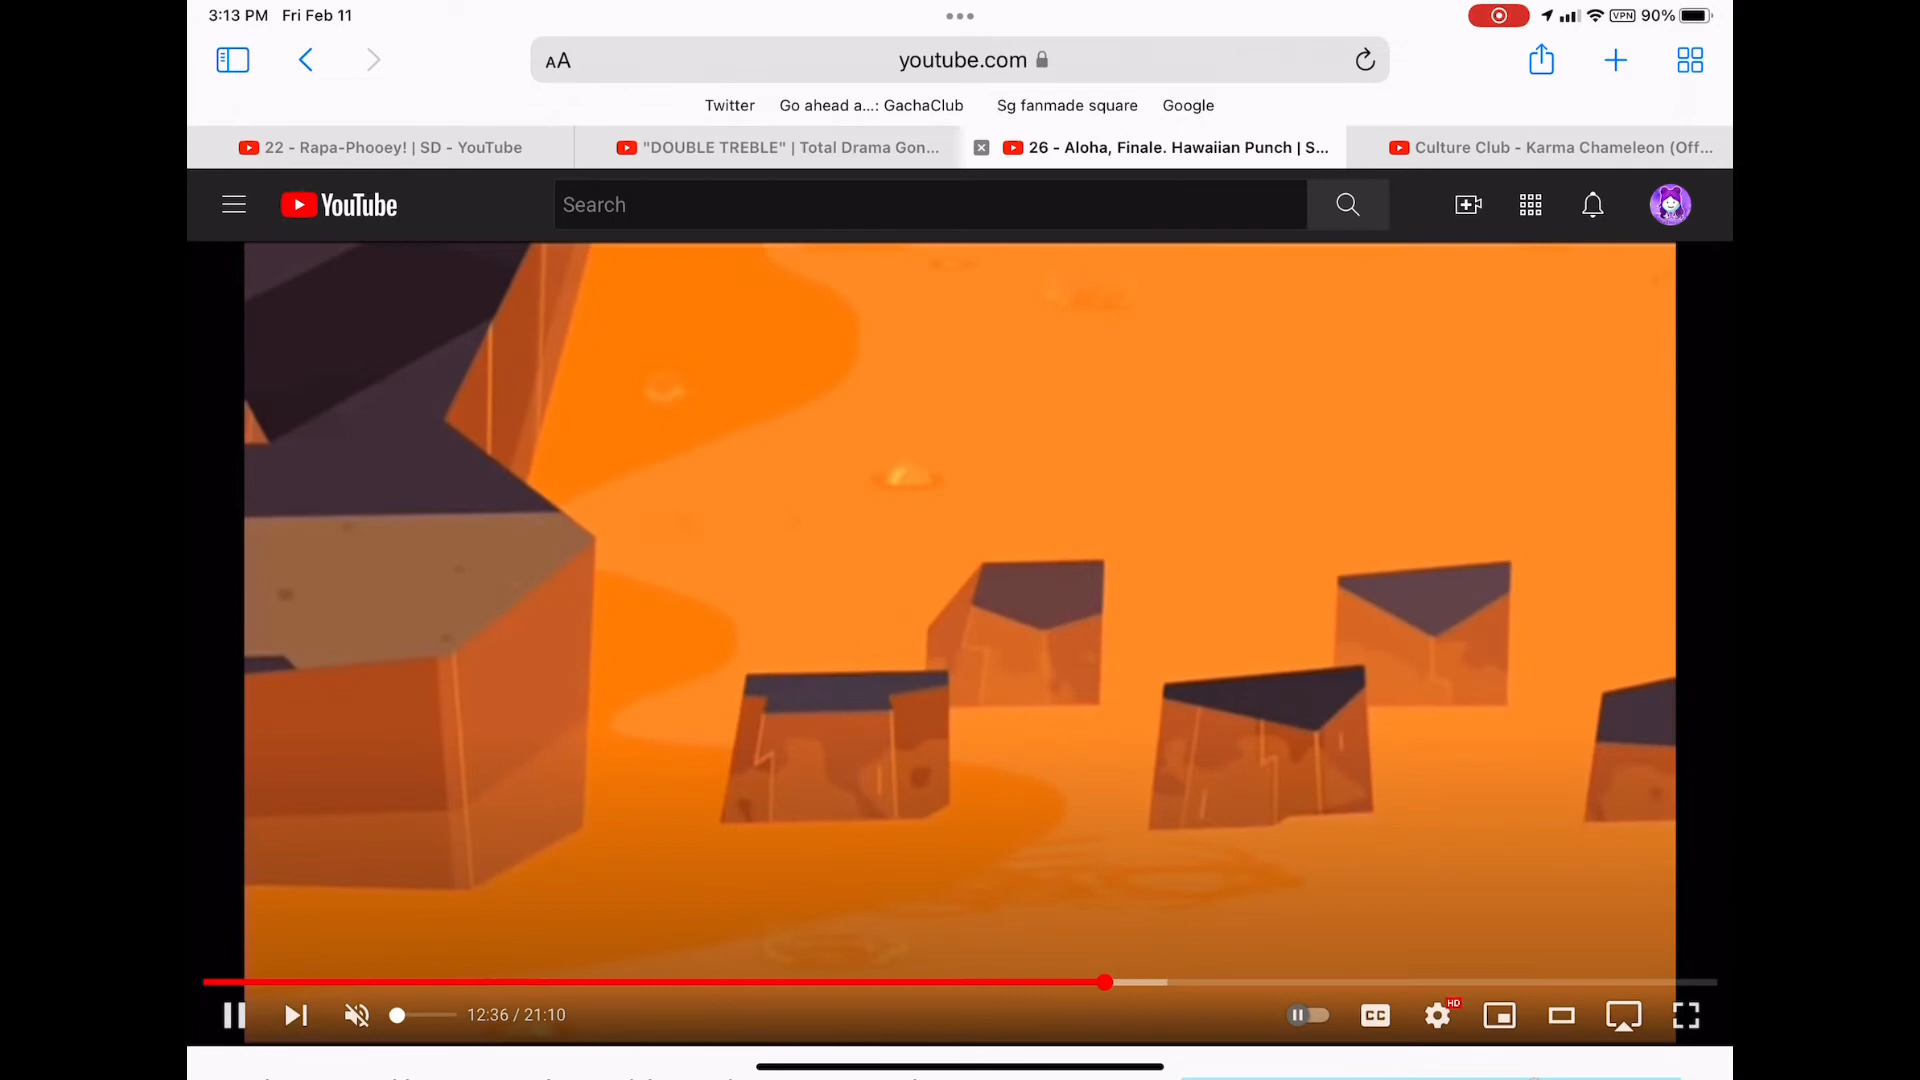 3:13 PM Fri Feb 11
VPN 90%
AA youtube.com
Twitter Go ahead a...: GachaClub Sg fanmade square Google
22 - Rapa-Phooey! | SD - YouTube "DOUBLE TREBLE" | Total Drama Gon... 26 - Aloha, Finale. Hawaiian Punch | S... Culture Club - Karma Chameleon (Off...
YouTube Search
12:36 / 21:10 CC HD